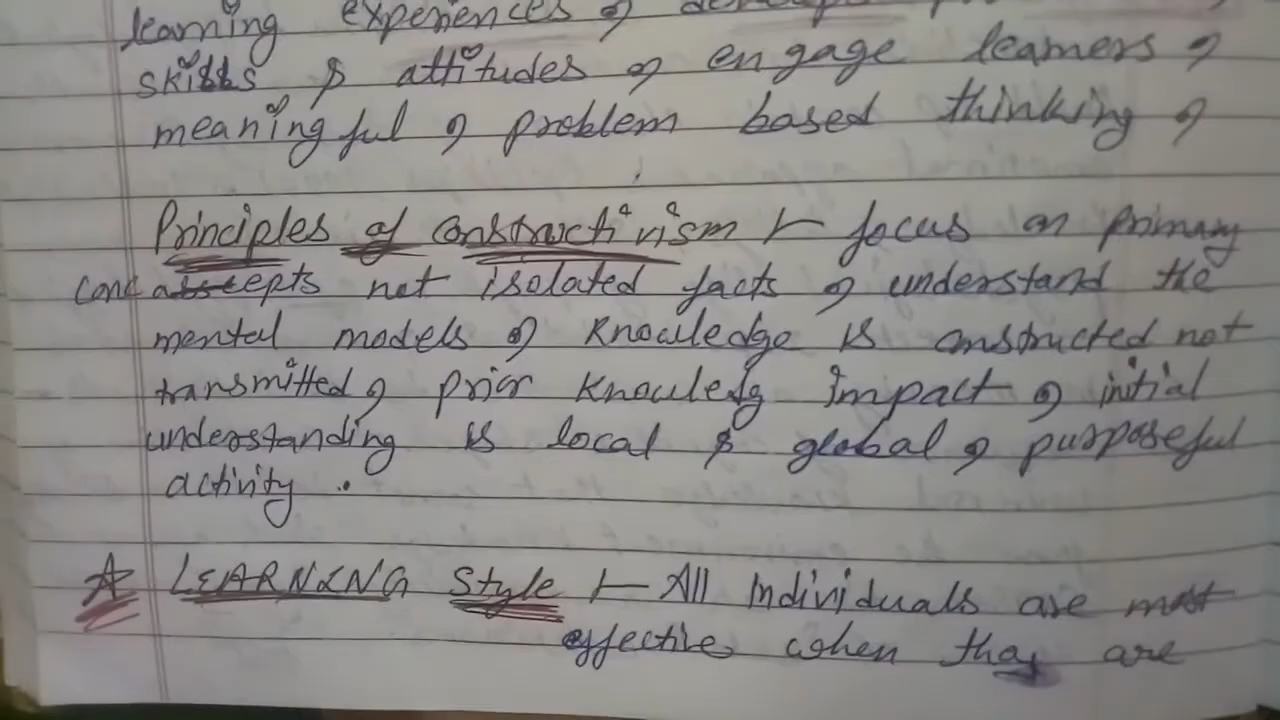 learning experiences ,
skills & attitudes , engage learners ,
meaningful , problem based thinking ,
Principles of constructivism :- focus on primary
concepts not isolated facts , understand the
mental models , Knowledge is constructed not
transmitted , prior Knowledg impact , initial
understanding is local & global , purposeful
activity .
LEARNING Style :- All Individuals are most
effective when they are